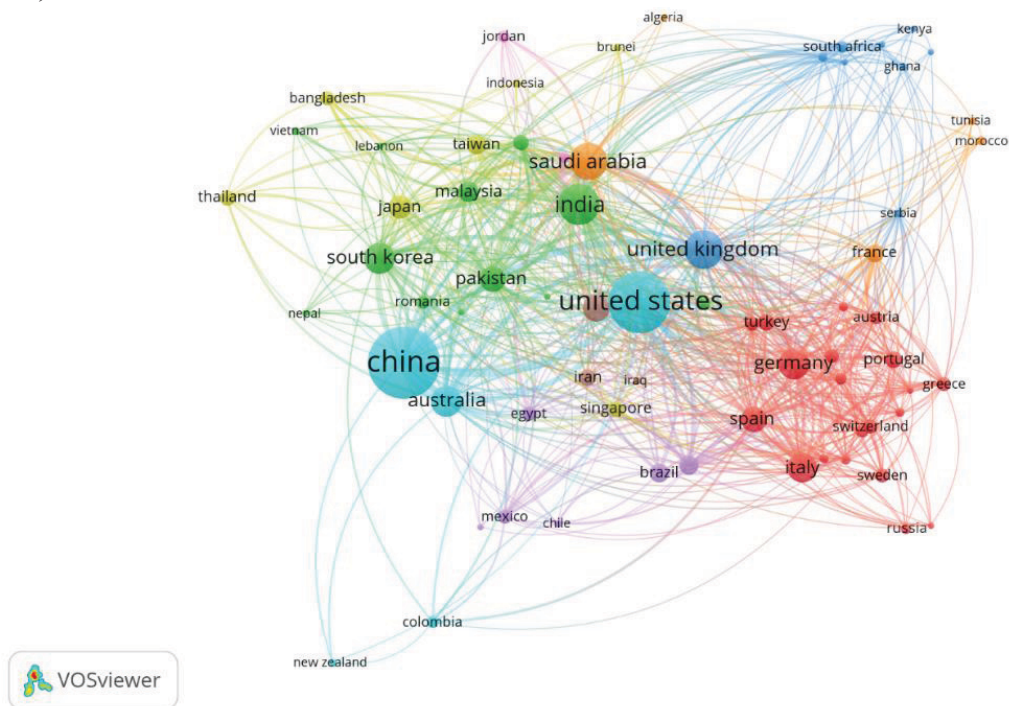 algeria
kenya
jordan
brunei
south africa
ghana
indonesia
bangladesh
tunisia
vietnam
lebanon
taiwan
morocco
saudi arabia
malaysia
thailand
japan
india
serbia
south korea
united kingdom
france
pakistan
romania
united states
nepal
turkey
austria
china
germany
portugal
iran
iraq
greece
australia
egypt
singapore
spain
switzerland
brazil
italy
sweden
mexico
chile
russia
colombia
new zealand
VOSviewer